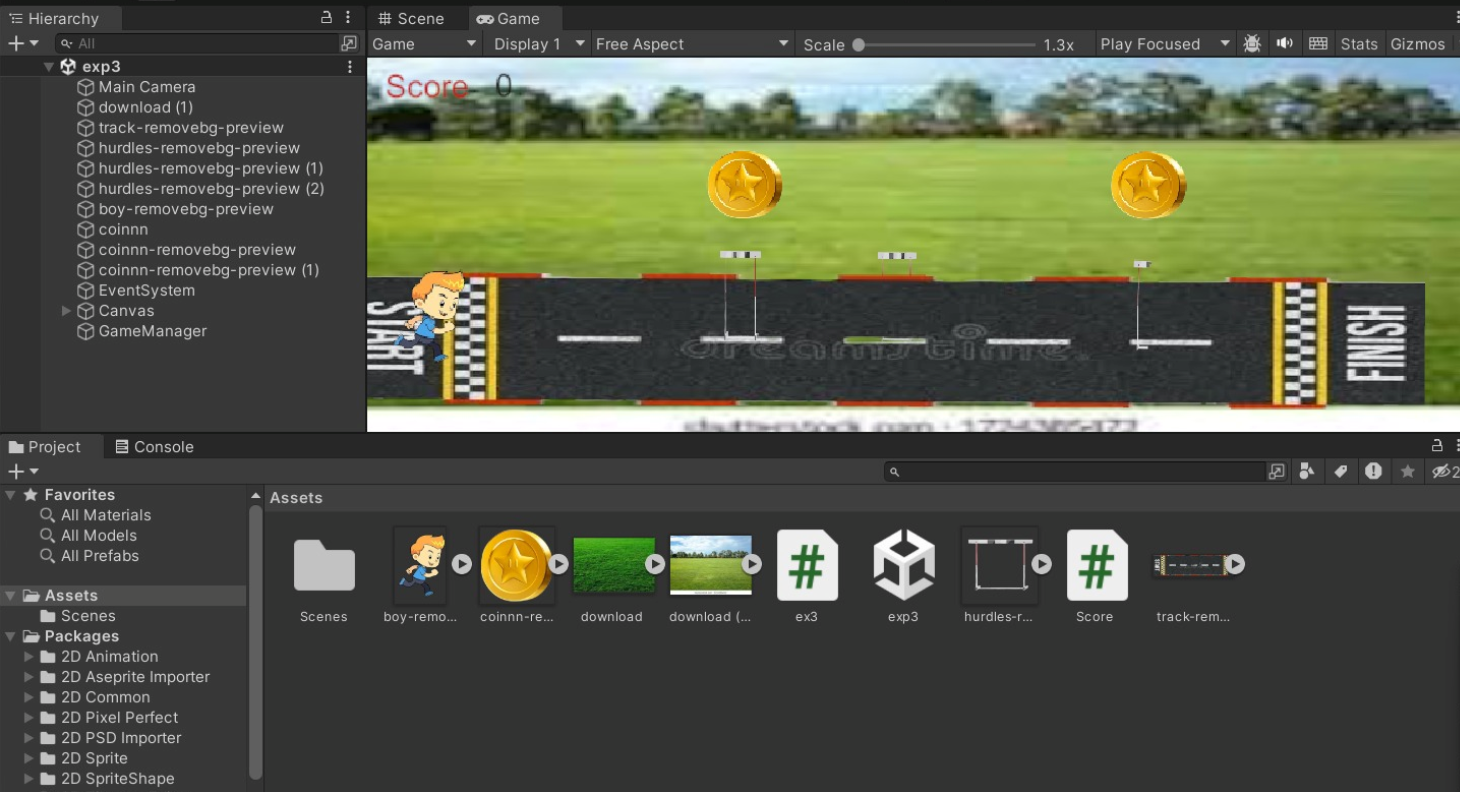 Hierarchy
All
exp3
Main Camera
download (1)
track-removebg-preview
hurdles-removebg-preview
hurdles-removebg-preview (1)
hurdles-removebg-preview (2)
boy-removebg-preview
coinnn
coinnn-removebg-preview
coinnn-removebg-preview (1)
EventSystem
Canvas
GameManager
Scene Game
Game Display 1 Free Aspect Scale 1.3x Play Focused Stats Gizmos
Score 0
START
dreamstime.
FINISH
Project Console
2
Favorites
All Materials
All Models
All Prefabs
Assets
Scenes
Packages
2D Animation
2D Aseprite Importer
2D Common
2D Pixel Perfect
2D PSD Importer
2D Sprite
2D SpriteShape
Assets
Scenes boy-remo... coinnn-re... download download (... ex3 exp3 hurdles-r... Score track-rem...